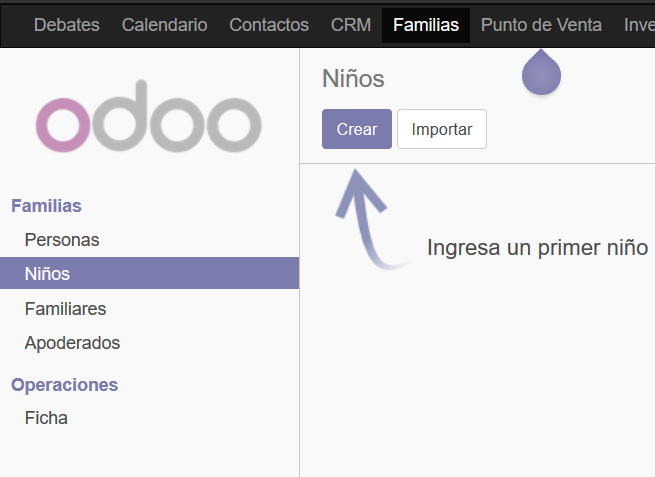 Debates Calendario Contactos CRM Familias Punto de Venta Inve
odoo
Niños
Crear Importar
Familias
Personas
Niños
Familiares
Apoderados
Operaciones
Ficha
Ingresa un primer niño